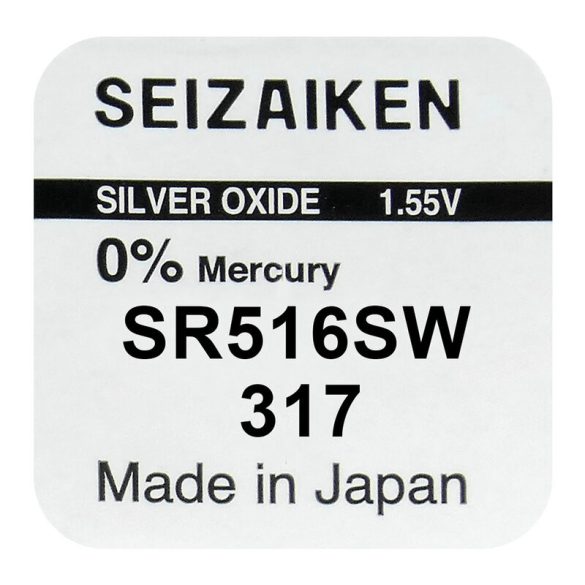 SEIZAIKEN
SILVER OXIDE 1.55V
0% Mercury
SR516SW
317
Made in Japan